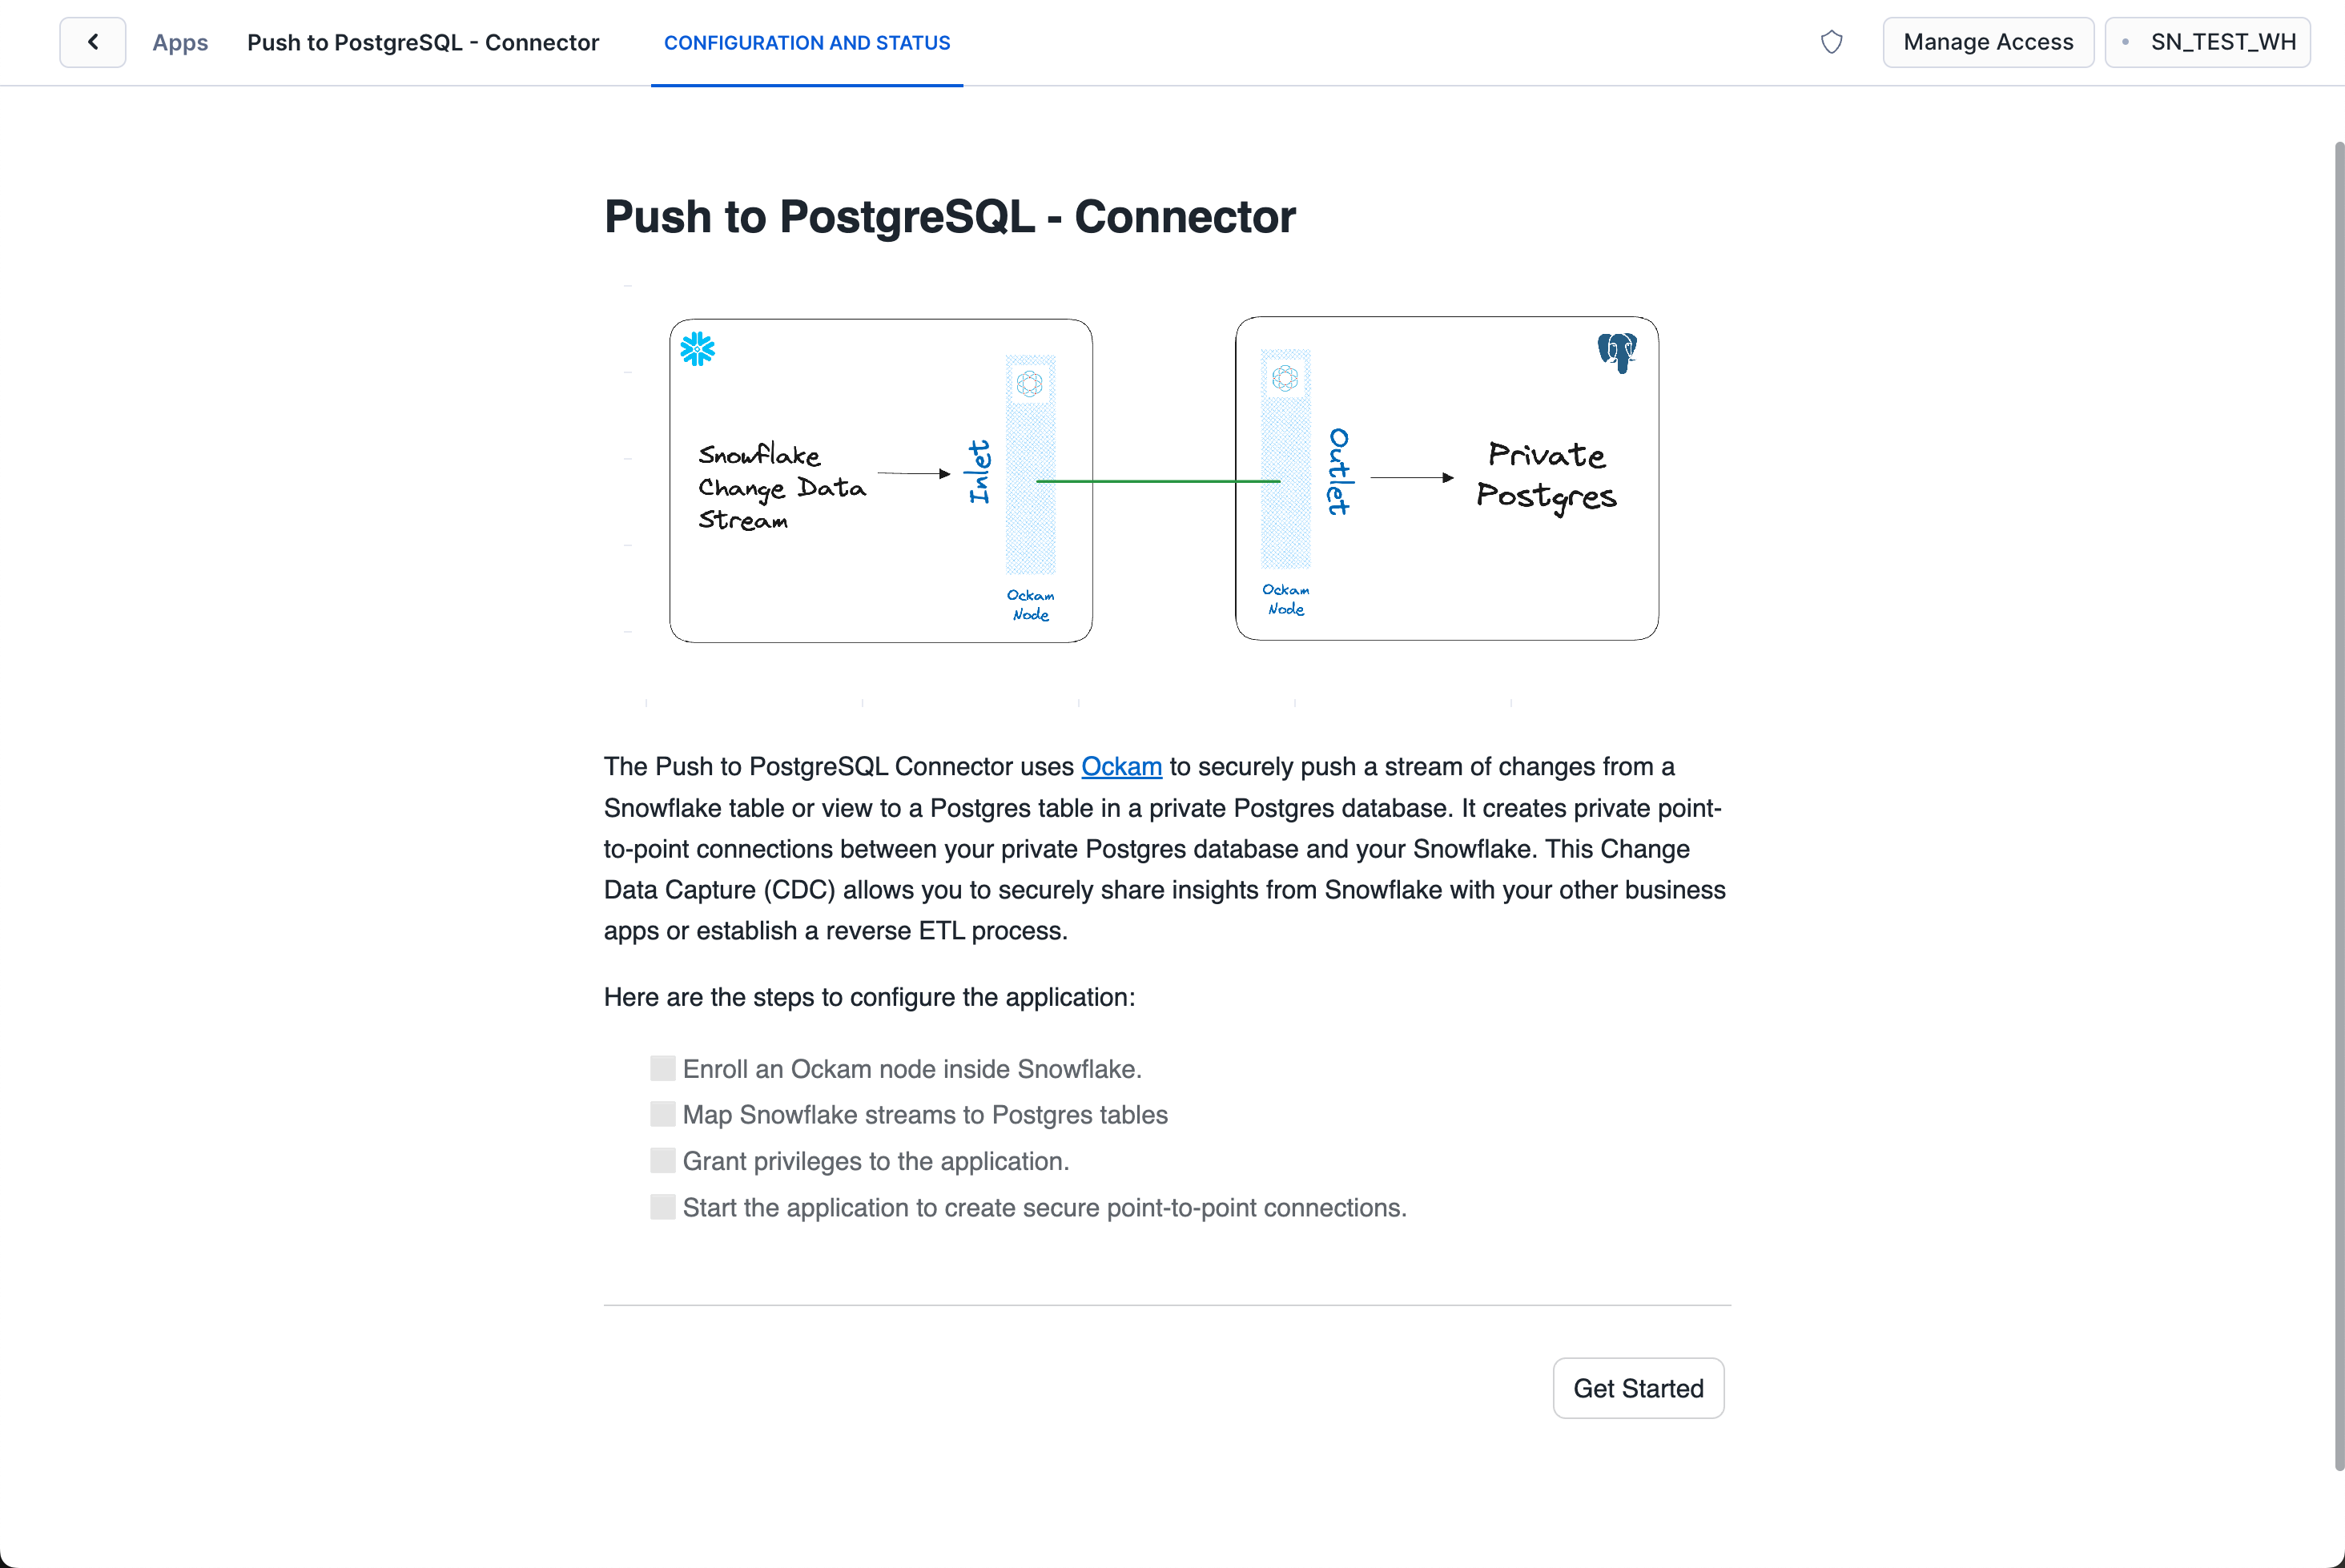 Apps
Push to PostgreSQL - Connector
CONFIGURATION AND STATUS
Manage Access
SN_TEST_WH
Push to PostgreSQL - Connector
Snowflake
Change Data
Stream
Inlet
Ockam
Node
Outlet
Ockam
Node
Private
Postgres
The Push to PostgreSQL Connector uses Ockam to securely push a stream of changes from a
Snowflake table or view to a Postgres table in a private Postgres database. It creates private point-
to-point connections between your private Postgres database and your Snowflake. This Change
Data Capture (CDC) allows you to securely share insights from Snowflake with your other business
apps or establish a reverse ETL process.
Here are the steps to configure the application:
Enroll an Ockam node inside Snowflake.
Map Snowflake streams to Postgres tables
Grant privileges to the application.
Start the application to create secure point-to-point connections.
Get Started